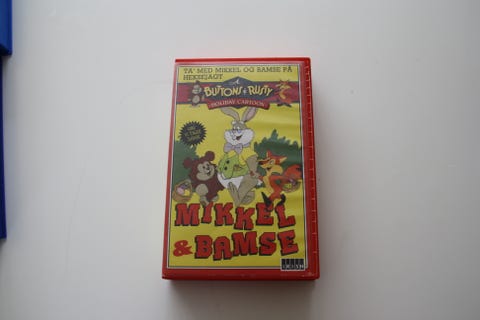 TA' MED MIKKEL OG BAMSE PÅ
HEKSEJAGT
A
BUTTONS & RUSTY
HOLIDAY CARTOON
MIKKEL
& BAMSE